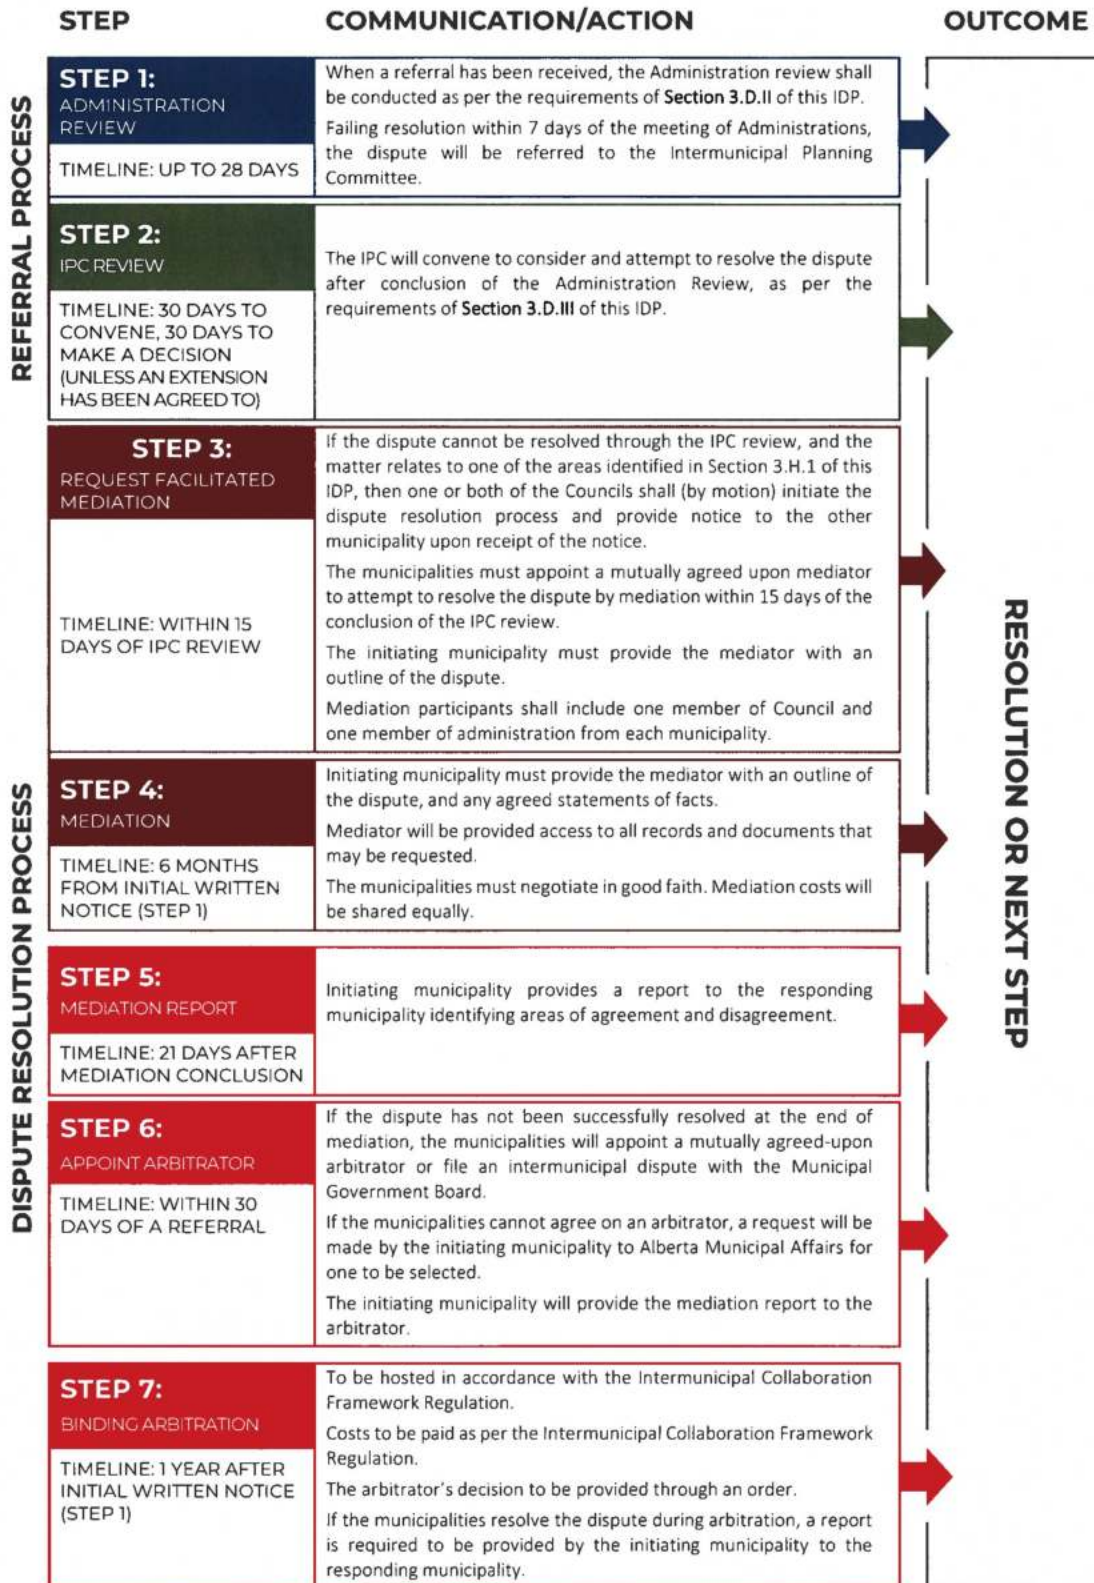 STEP
COMMUNICATION/ACTION
OUTCOME
REFERRAL PROCESS
STEP 1:
ADMINISTRATION
REVIEW
TIMELINE: UP TO 28 DAYS
When a referral has been received, the Administration review shall
be conducted as per the requirements of Section 3.D.II of this IDP.
Failing resolution within 7 days of the meeting of Administrations,
the dispute will be referred to the Intermunicipal Planning
Committee.
STEP 2:
IPC REVIEW
TIMELINE: 30 DAYS TO
CONVENE, 30 DAYS TO
MAKE A DECISION
(UNLESS AN EXTENSION
HAS BEEN AGREED TO)
The IPC will convene to consider and attempt to resolve the dispute
after conclusion of the Administration Review, as per the
requirements of Section 3.D.III of this IDP.
DISPUTE RESOLUTION PROCESS
STEP 3:
REQUEST FACILITATED
MEDIATION
TIMELINE: WITHIN 15
DAYS OF IPC REVIEW
If the dispute cannot be resolved through the IPC review, and the
matter relates to one of the areas identified in Section 3.H.1 of this
IDP, then one or both of the Councils shall (by motion) initiate the
dispute resolution process and provide notice to the other
municipality upon receipt of the notice.
The municipalities must appoint a mutually agreed upon mediator
to attempt to resolve the dispute by mediation within 15 days of the
conclusion of the IPC review.
The initiating municipality must provide the mediator with an
outline of the dispute.
Mediation participants shall include one member of Council and
one member of administration from each municipality.
STEP 4:
MEDIATION
TIMELINE: 6 MONTHS
FROM INITIAL WRITTEN
NOTICE (STEP 1)
Initiating municipality must provide the mediator with an outline of
the dispute, and any agreed statements of facts.
Mediator will be provided access to all records and documents that
may be requested.
The municipalities must negotiate in good faith. Mediation costs will
be shared equally.
STEP 5:
MEDIATION REPORT
TIMELINE: 21 DAYS AFTER
MEDIATION CONCLUSION
Initiating municipality provides a report to the responding
municipality identifying areas of agreement and disagreement.
STEP 6:
APPOINT ARBITRATOR
TIMELINE: WITHIN 30
DAYS OF A REFERRAL
If the dispute has not been successfully resolved at the end of
mediation, the municipalities will appoint a mutually agreed-upon
arbitrator or file an intermunicipal dispute with the Municipal
Government Board.
If the municipalities cannot agree on an arbitrator, a request will be
made by the initiating municipality to Alberta Municipal Affairs for
one to be selected.
The initiating municipality will provide the mediation report to the
arbitrator.
STEP 7:
BINDING ARBITRATION
TIMELINE: 1 YEAR AFTER
INITIAL WRITTEN NOTICE
(STEP 1)
To be hosted in accordance with the Intermunicipal Collaboration
Framework Regulation.
Costs to be paid as per the Intermunicipal Collaboration Framework
Regulation.
The arbitrator's decision to be provided through an order.
If the municipalities resolve the dispute during arbitration, a report
is required to be provided by the initiating municipality to the
responding municipality.
RESOLUTION OR NEXT STEP